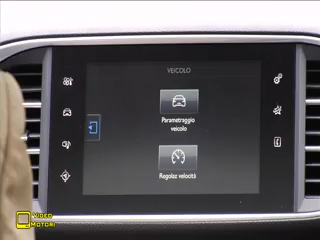 VEICOLO
Parametraggio
veicolo
Regolaz velocità
VIDEO
MOTORI